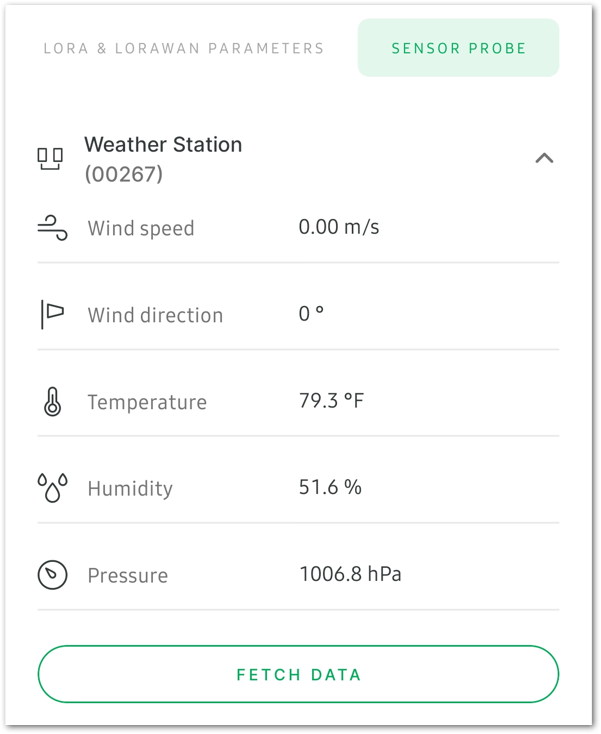 LORA & LORAWAN PARAMETERS SENSOR PROBE
Weather Station
(00267)
Wind speed 0.00 m/s
Wind direction 0 °
Temperature 79.3 °F
Humidity 51.6 %
Pressure 1006.8 hPa
FETCH DATA